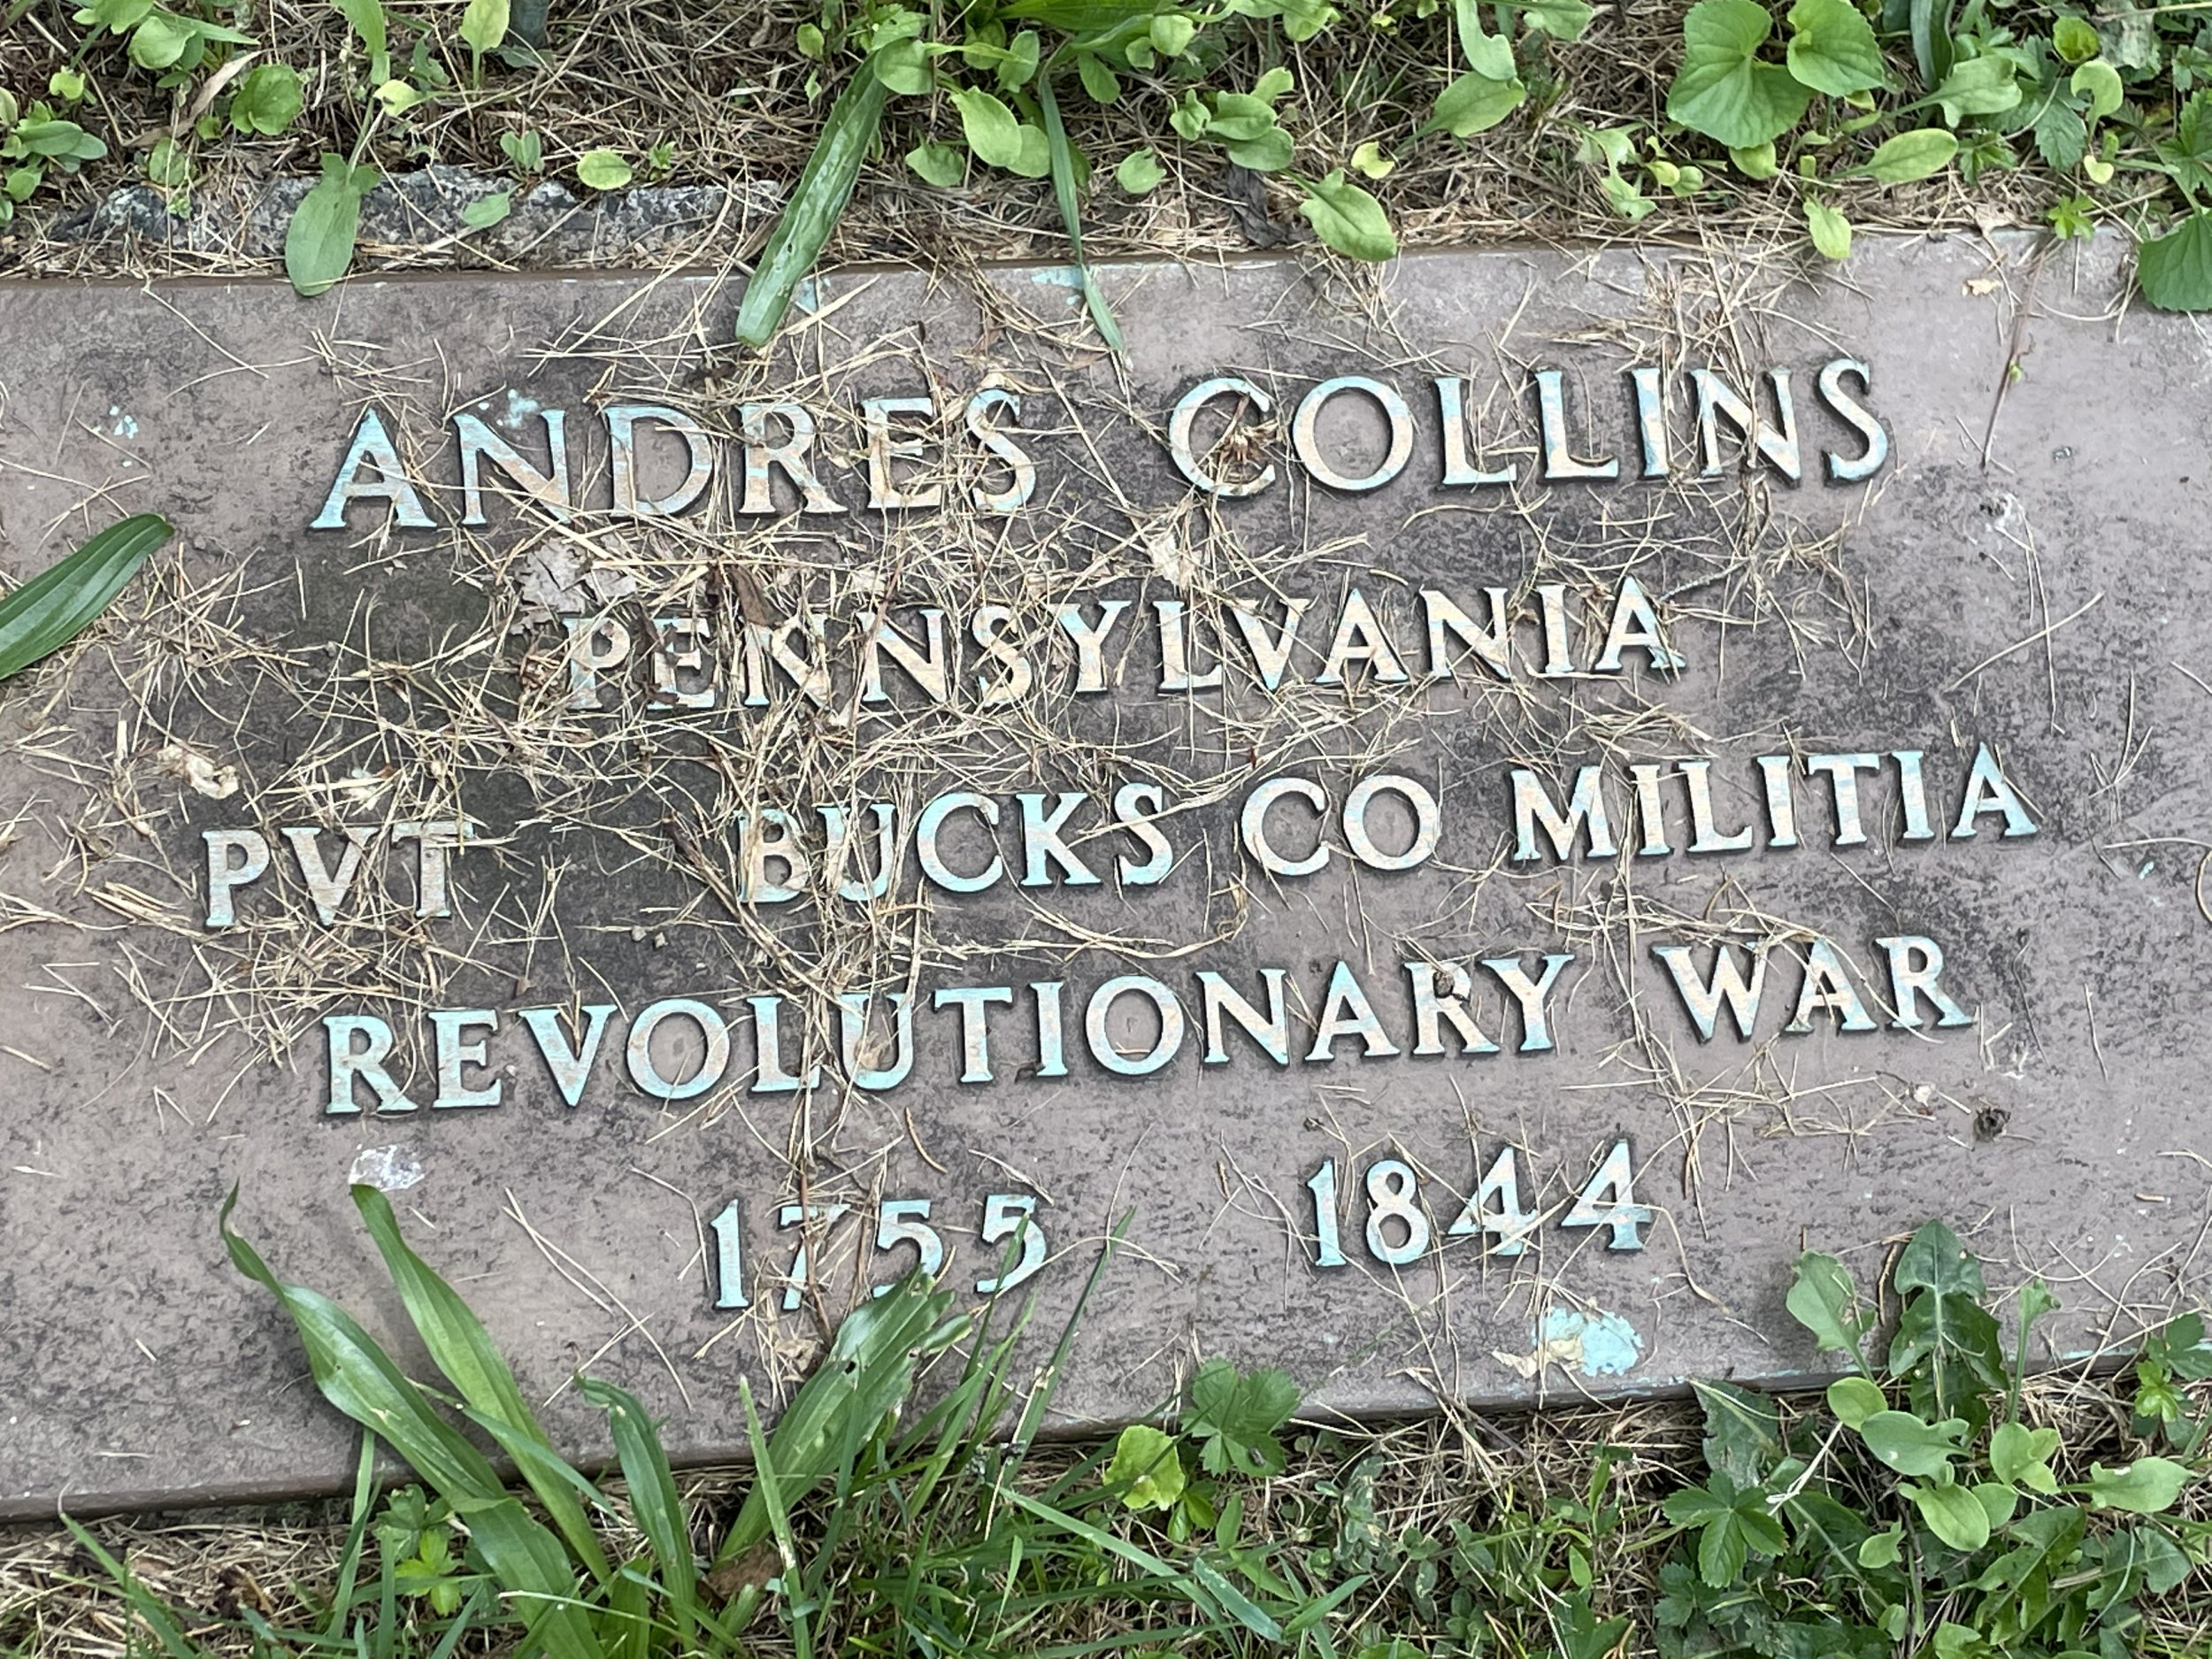 ANDRES COLLINS
PENNSYLVANIA
PVT BUCKS CO MILITIA
REVOLUTIONARY WAR
1755 1844